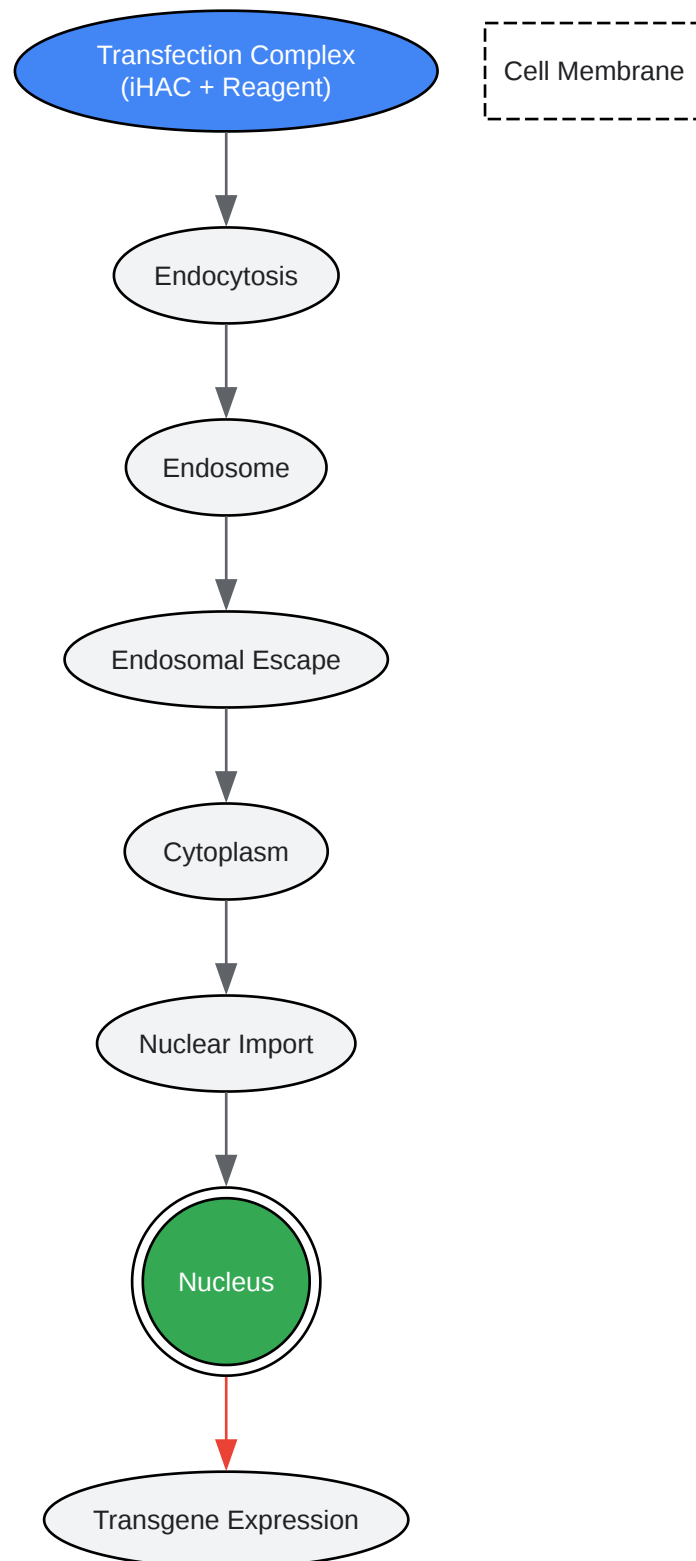 Transfection Complex
(iHAC + Reagent)
Cell Membrane
Endocytosis
Endosome
Endosomal Escape
Cytoplasm
Nuclear Import
Nucleus
Transgene Expression